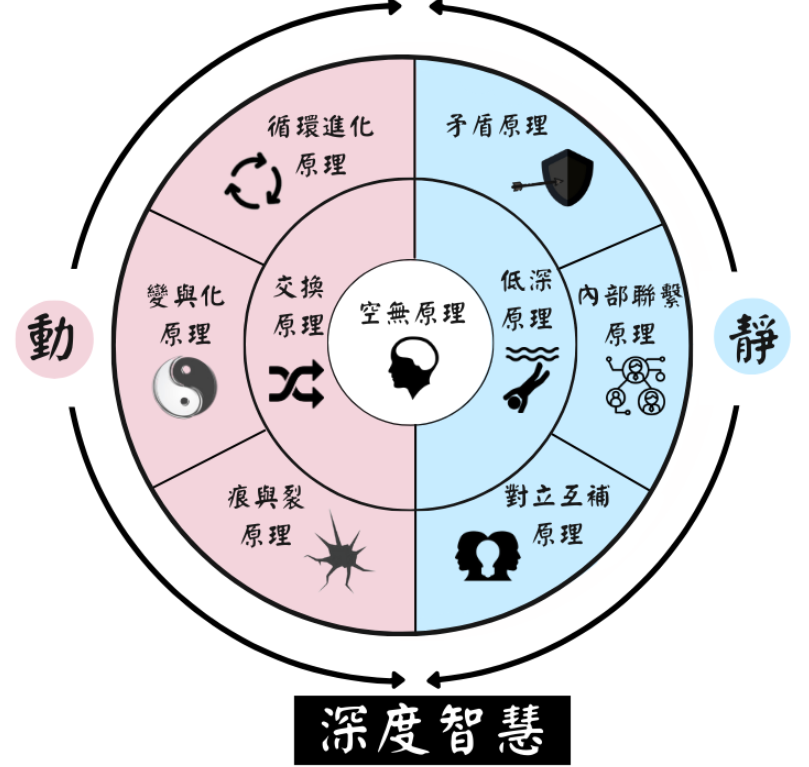 循環進化
原理
矛盾原理
變與化
原理
交換
原理
空無原理
低深
原理
內部聯繫
原理
動
靜
痕與裂
原理
對立互補
原理
深度智慧